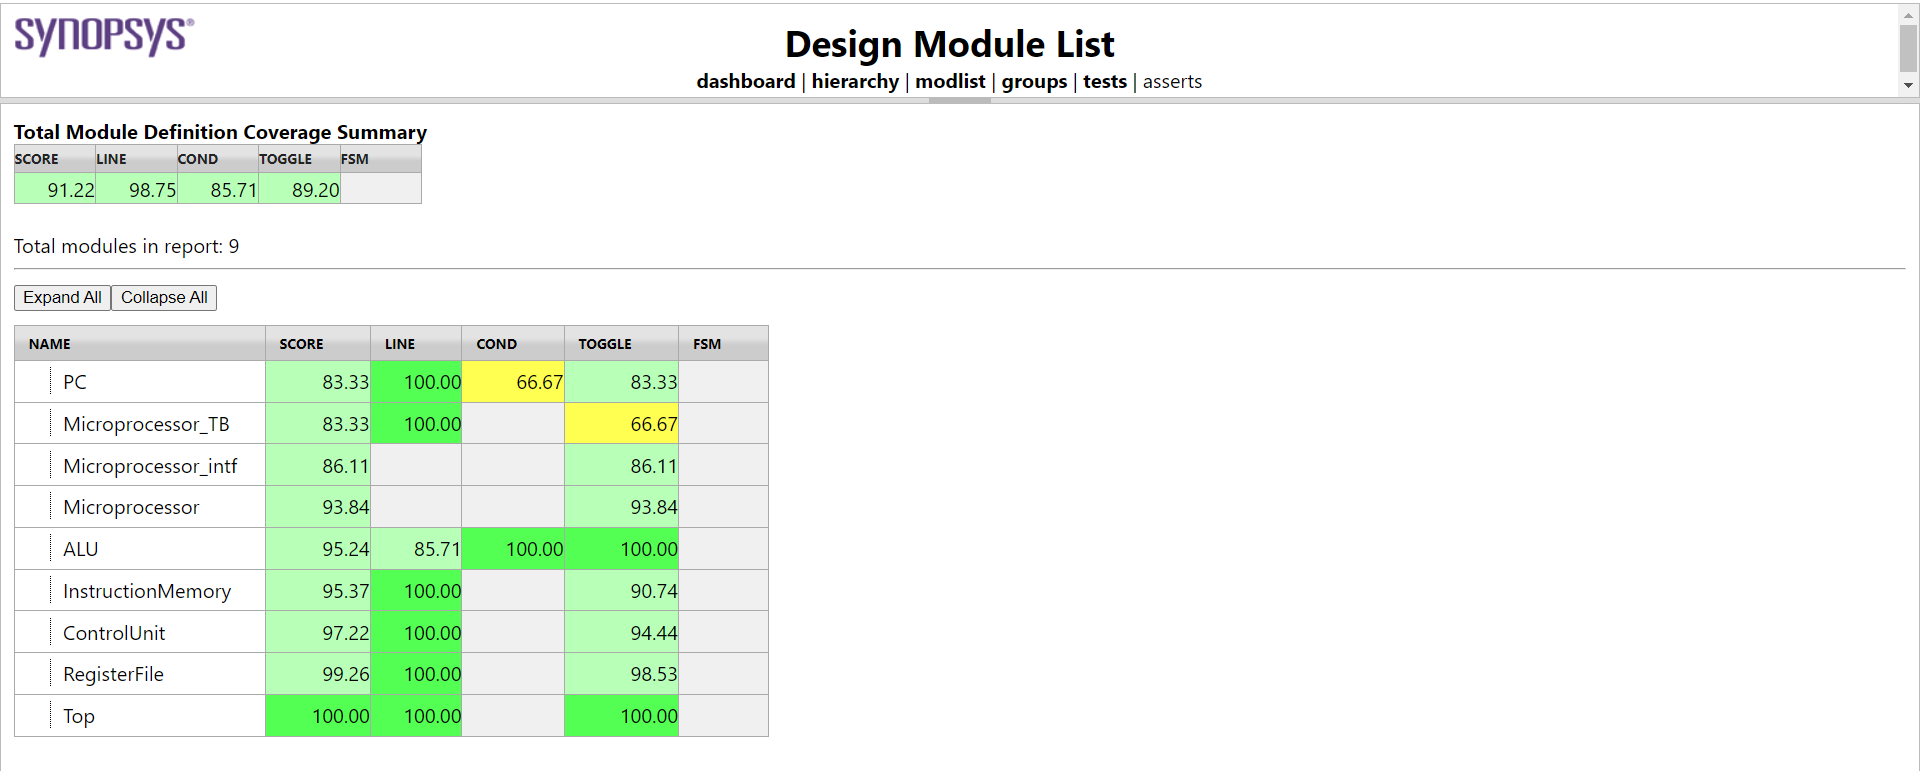 SYNOPSYS®
Design Module List
dashboard | hierarchy | modlist | groups | tests | asserts
Total Module Definition Coverage Summary
SCORE LINE COND TOGGLE FSM
91.22 98.75 85.71 89.20
Total modules in report: 9
Expand All Collapse All
NAME SCORE LINE COND TOGGLE FSM
PC 83.33 100.00 66.67 83.33
Microprocessor_TB 83.33 100.00 66.67
Microprocessor_intf 86.11 86.11
Microprocessor 93.84 93.84
ALU 95.24 85.71 100.00 100.00
InstructionMemory 95.37 100.00 90.74
ControlUnit 97.22 100.00 94.44
RegisterFile 99.26 100.00 98.53
Top 100.00 100.00 100.00